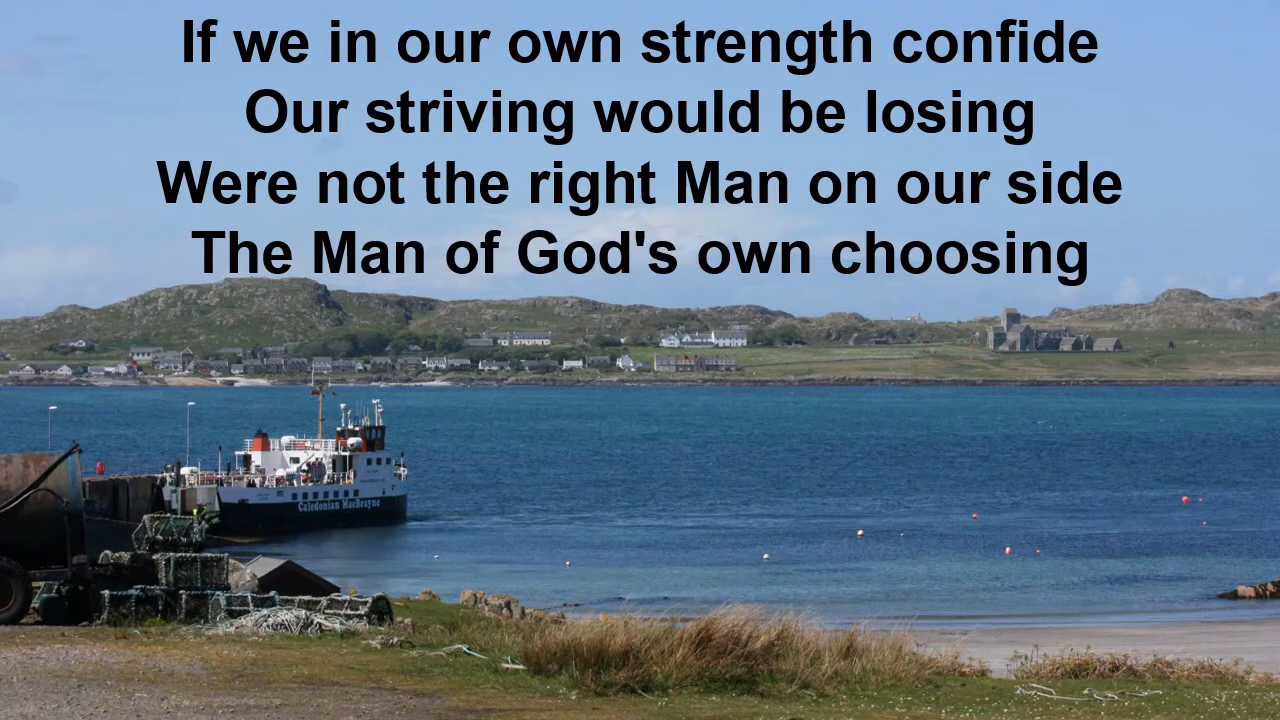 If we in our own strength confide
Our striving would be losing
Were not the right Man on our side
The Man of God's own choosing
Caledonian MacBrayne